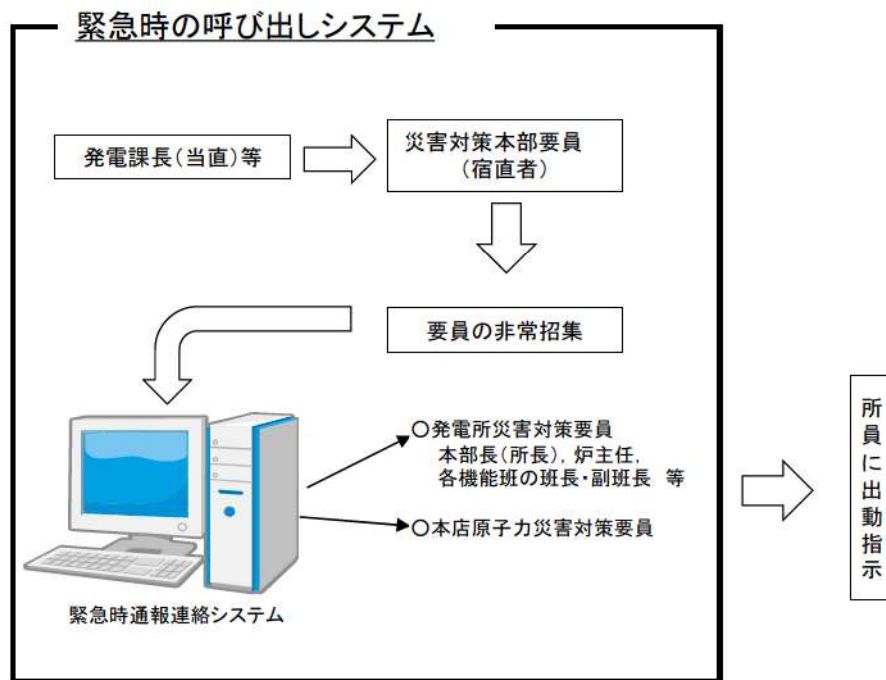 緊急時の呼び出しシステム
発電課長(当直)等
災害対策本部要員
(宿直者)
要員の非常招集
○発電所災害対策要員
本部長(所長),炉主任,
各機能班の班長・副班長 等
○本店原子力災害対策要員
緊急時通報連絡システム
所員に出動指示